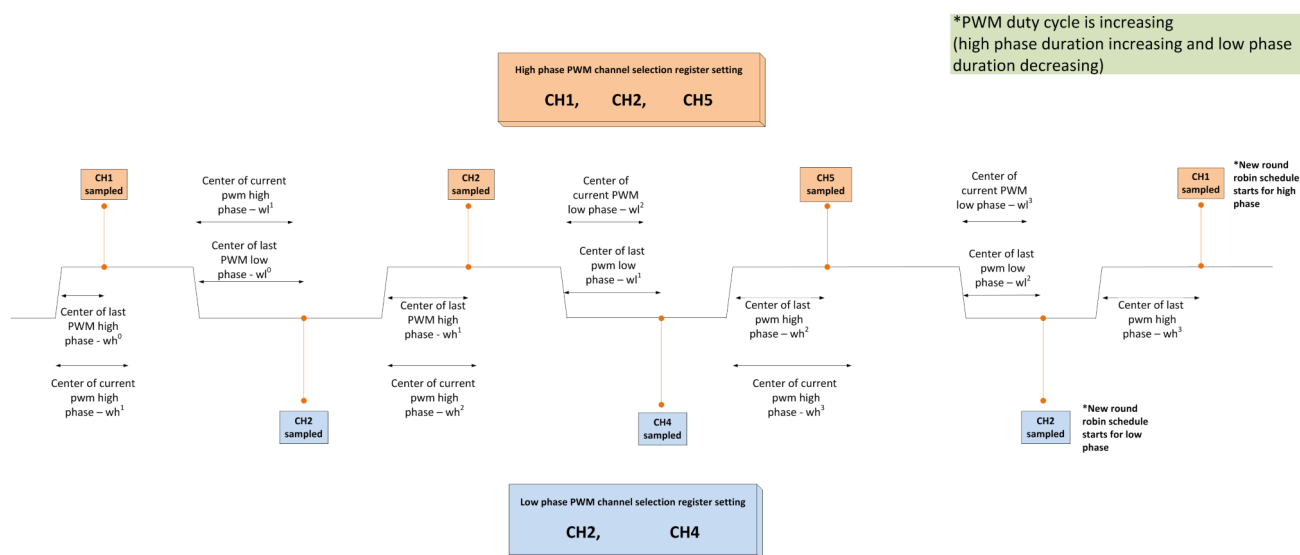 *PWM duty cycle is increasing
(high phase duration increasing and low phase
duration decreasing)
High phase PWM channel selection register setting
CH1, CH2, CH5
CH1
sampled
Center of current
pwm high
phase – wl¹
CH2
sampled
Center of
current PWM
low phase – wl²
CH5
sampled
Center of
current PWM
low phase – wl³
CH1
sampled
*New round
robin schedule
starts for high
phase
Center of last
PWM low
phase - wl⁰
Center of last
pwm low
phase – wl¹
Center of last
pwm low
phase – wl²
Center of last
PWM high
phase - wh⁰
Center of last
PWM high
phase - wh¹
Center of last
pwm high
phase – wh²
Center of last
pwm high
phase – wh³
Center of current
pwm high
phase – wh¹
Center of current
pwm high
phase – wh²
Center of current
pwm high
phase - wh³
CH2
sampled
CH4
sampled
CH2
sampled
*New round
robin schedule
starts for low
phase
Low phase PWM channel selection register setting
CH2, CH4